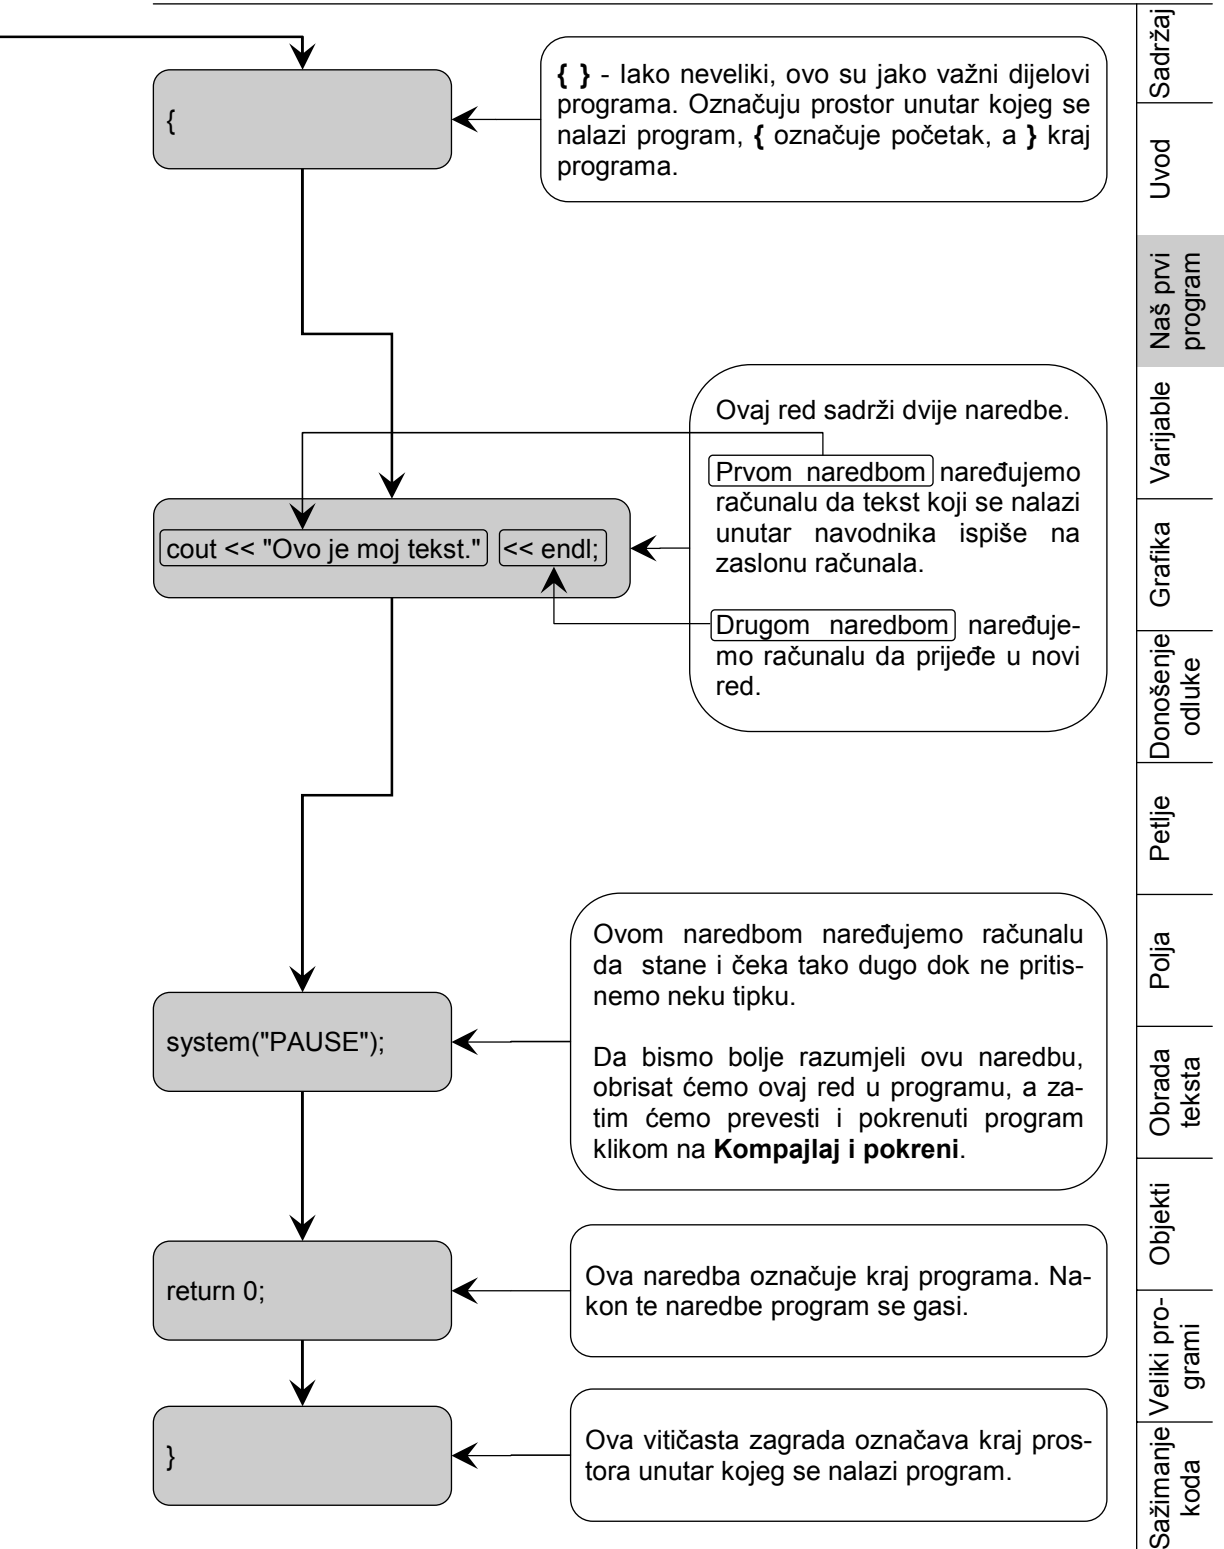 {
{ } - Iako neveliki, ovo su jako važni dijelovi
programa. Označuju prostor unutar kojeg se
nalazi program, { označuje početak, a } kraj
programa.
Ovaj red sadrži dvije naredbe.
Prvom naredbom naređujemo
računalu da tekst koji se nalazi
unutar navodnika ispiše na
zaslonu računala.
cout << "Ovo je moj tekst." << endl;
Drugom naredbom naređuje-
mo računalu da prijeđe u novi
red.
Ovom naredbom naređujemo računalu
da stane i čeka tako dugo dok ne pritis-
nemo neku tipku.
system("PAUSE");
Da bismo bolje razumjeli ovu naredbu,
obrisat ćemo ovaj red u programu, a za-
tim ćemo prevesti i pokrenuti program
klikom na Kompajlaj i pokreni.
return 0;
Ova naredba označuje kraj programa. Na-
kon te naredbe program se gasi.
}
Ova vitičasta zagrada označava kraj pros-
tora unutar kojeg se nalazi program.
Sadržaj
Uvod
Naš prvi
program
Varijable
Grafika
Donošenje
odluke
Petlje
Polja
Obrada
teksta
Objekti
Veliki pro-
grami
Sažimanje
koda